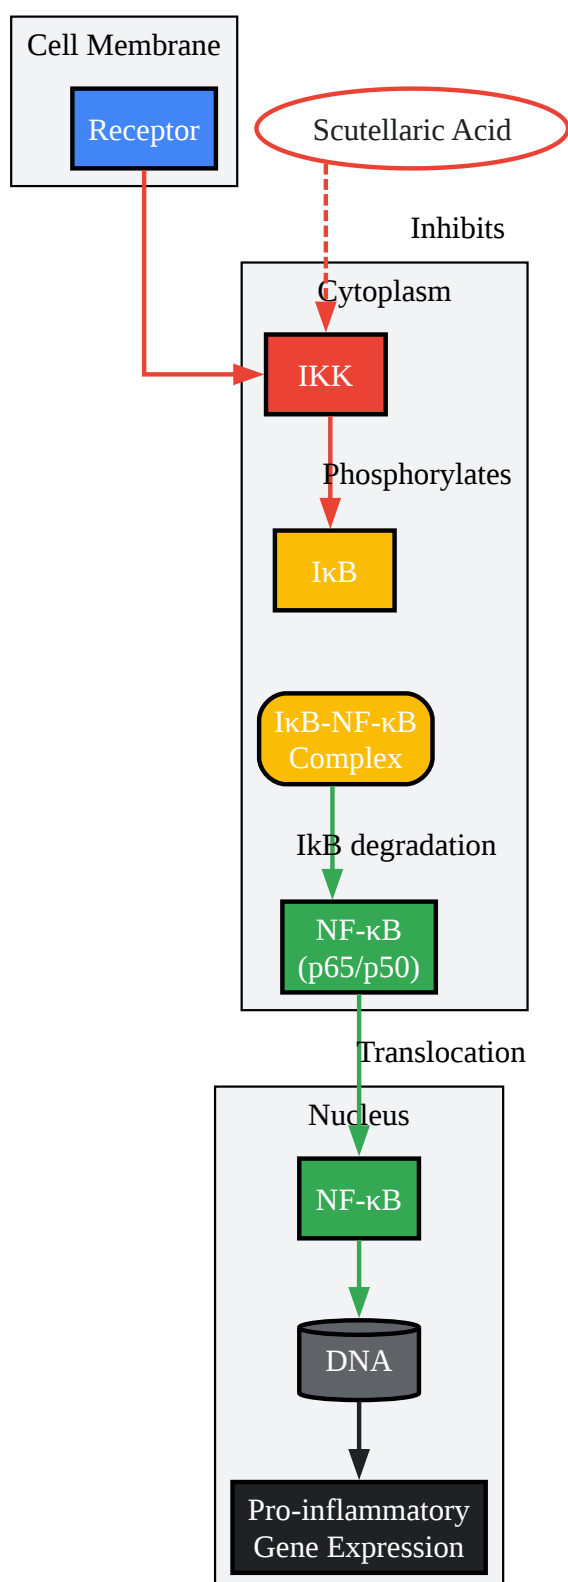 Cell Membrane
Receptor
Scutellaric Acid
Inhibits
Cytoplasm
IKK
Phosphorylates
IκB
IκB-NF-κB
Complex
IkB degradation
NF-κB
(p65/p50)
Translocation
Nucleus
NF-κB
DNA
Pro-inflammatory
Gene Expression